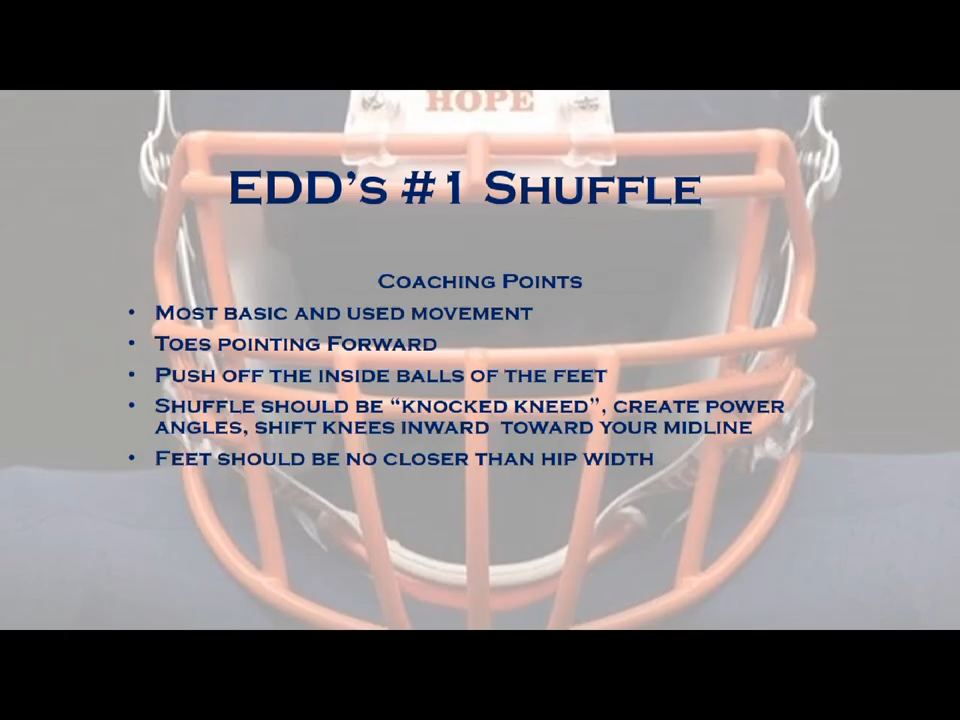 HOPE
EDD's #1 Shuffle
Coaching Points
• Most basic and used movement
• Toes pointing Forward
• Push off the inside balls of the feet
• Shuffle should be “knocked kneed”, create power
angles, shift knees inward toward your midline
• Feet should be no closer than hip width